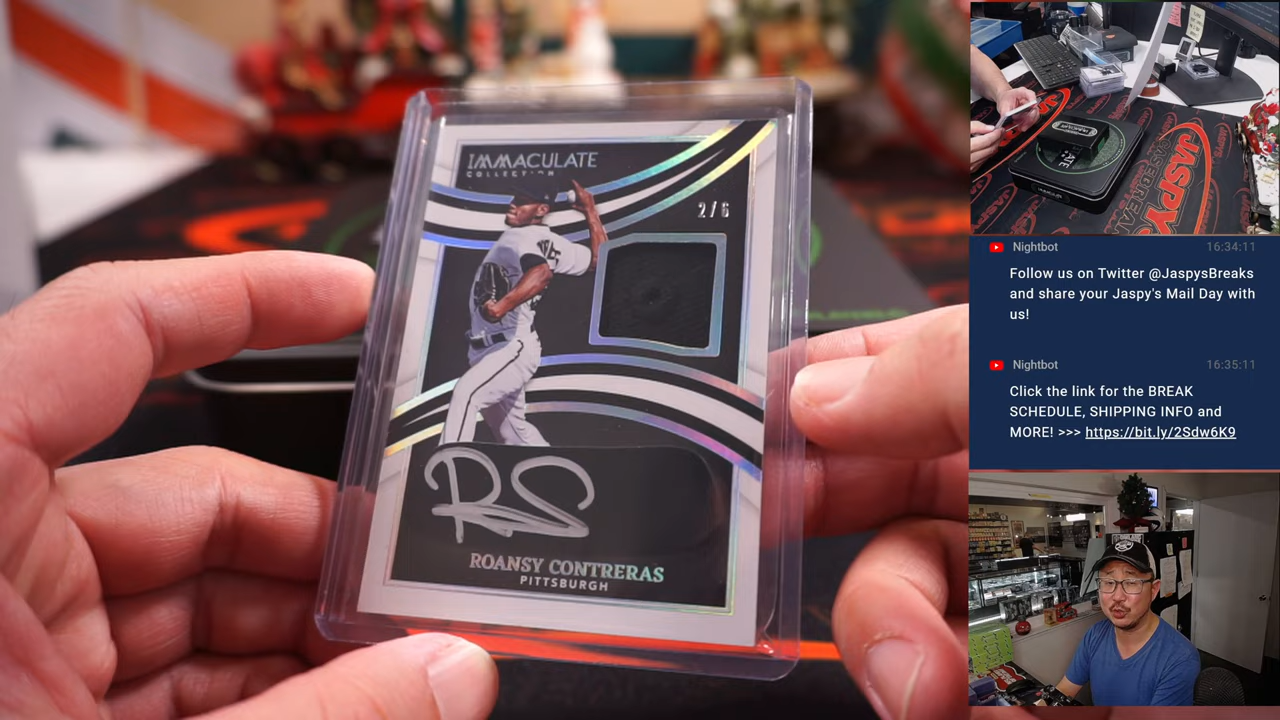 IMMACULATE
COLLECTION
2/6
ROANSY CONTRERAS
PITTSBURGH
JASPY'S
Nightbot 16:34:11
Follow us on Twitter @JaspysBreaks
and share your Jaspy's Mail Day with
us!
Nightbot 16:35:11
Click the link for the BREAK
SCHEDULE, SHIPPING INFO and
MORE! >>> https://bit.ly/2Sdw6K9